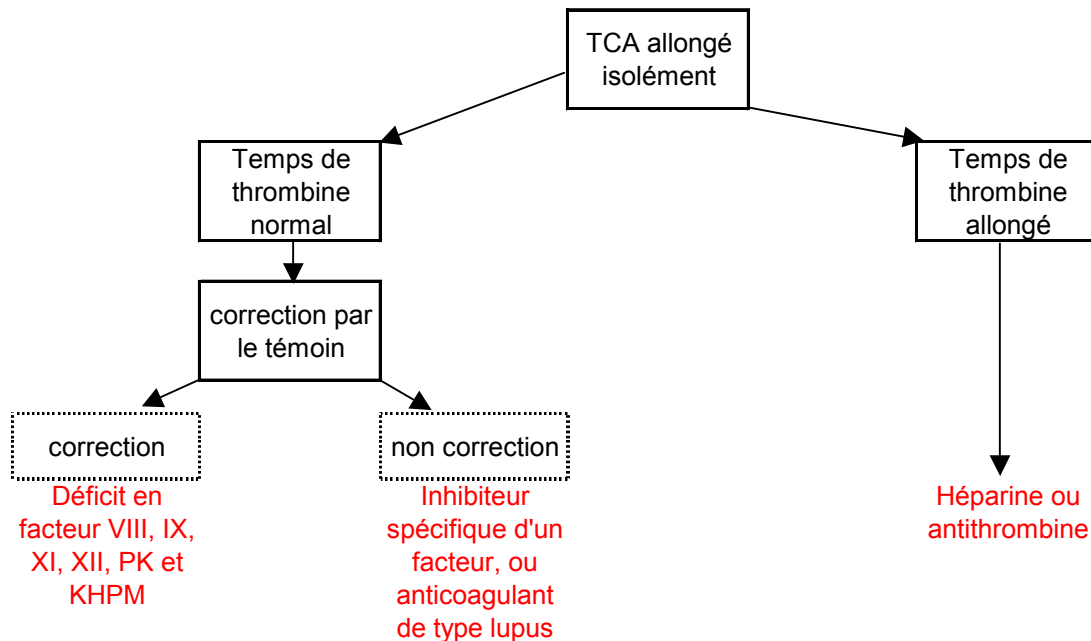 TCA allongé
isolément
Temps de
thrombine
normal
Temps de
thrombine
allongé
correction par
le témoin
correction
non correction
Déficit en
facteur VIII, IX,
XI, XII, PK et
KHPM
Inhibiteur
spécifique d'un
facteur, ou
anticoagulant
de type lupus
Héparine ou
antithrombine